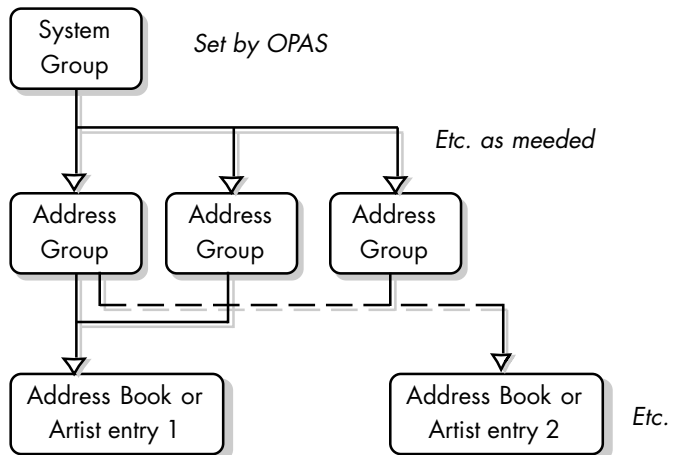 System
Group
Set by OPAS
Etc. as meeded
Address
Group
Address
Group
Address
Group
Address Book or
Artist entry 1
Address Book or
Artist entry 2
Etc.